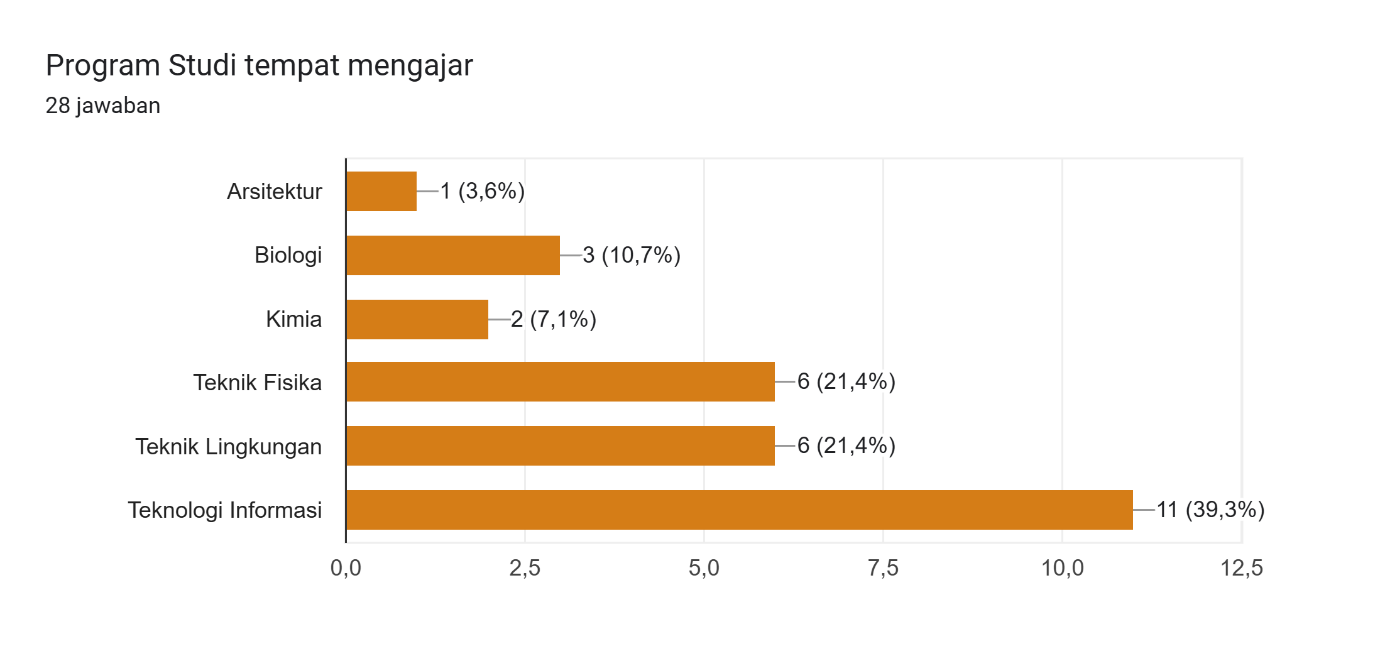 Program Studi tempat mengajar
28 jawaban
Arsitektur 1 (3,6%)
Biologi 3 (10,7%)
Kimia 2 (7,1%)
Teknik Fisika 6 (21,4%)
Teknik Lingkungan 6 (21,4%)
Teknologi Informasi 11 (39,3%)
0,0 2,5 5,0 7,5 10,0 12,5